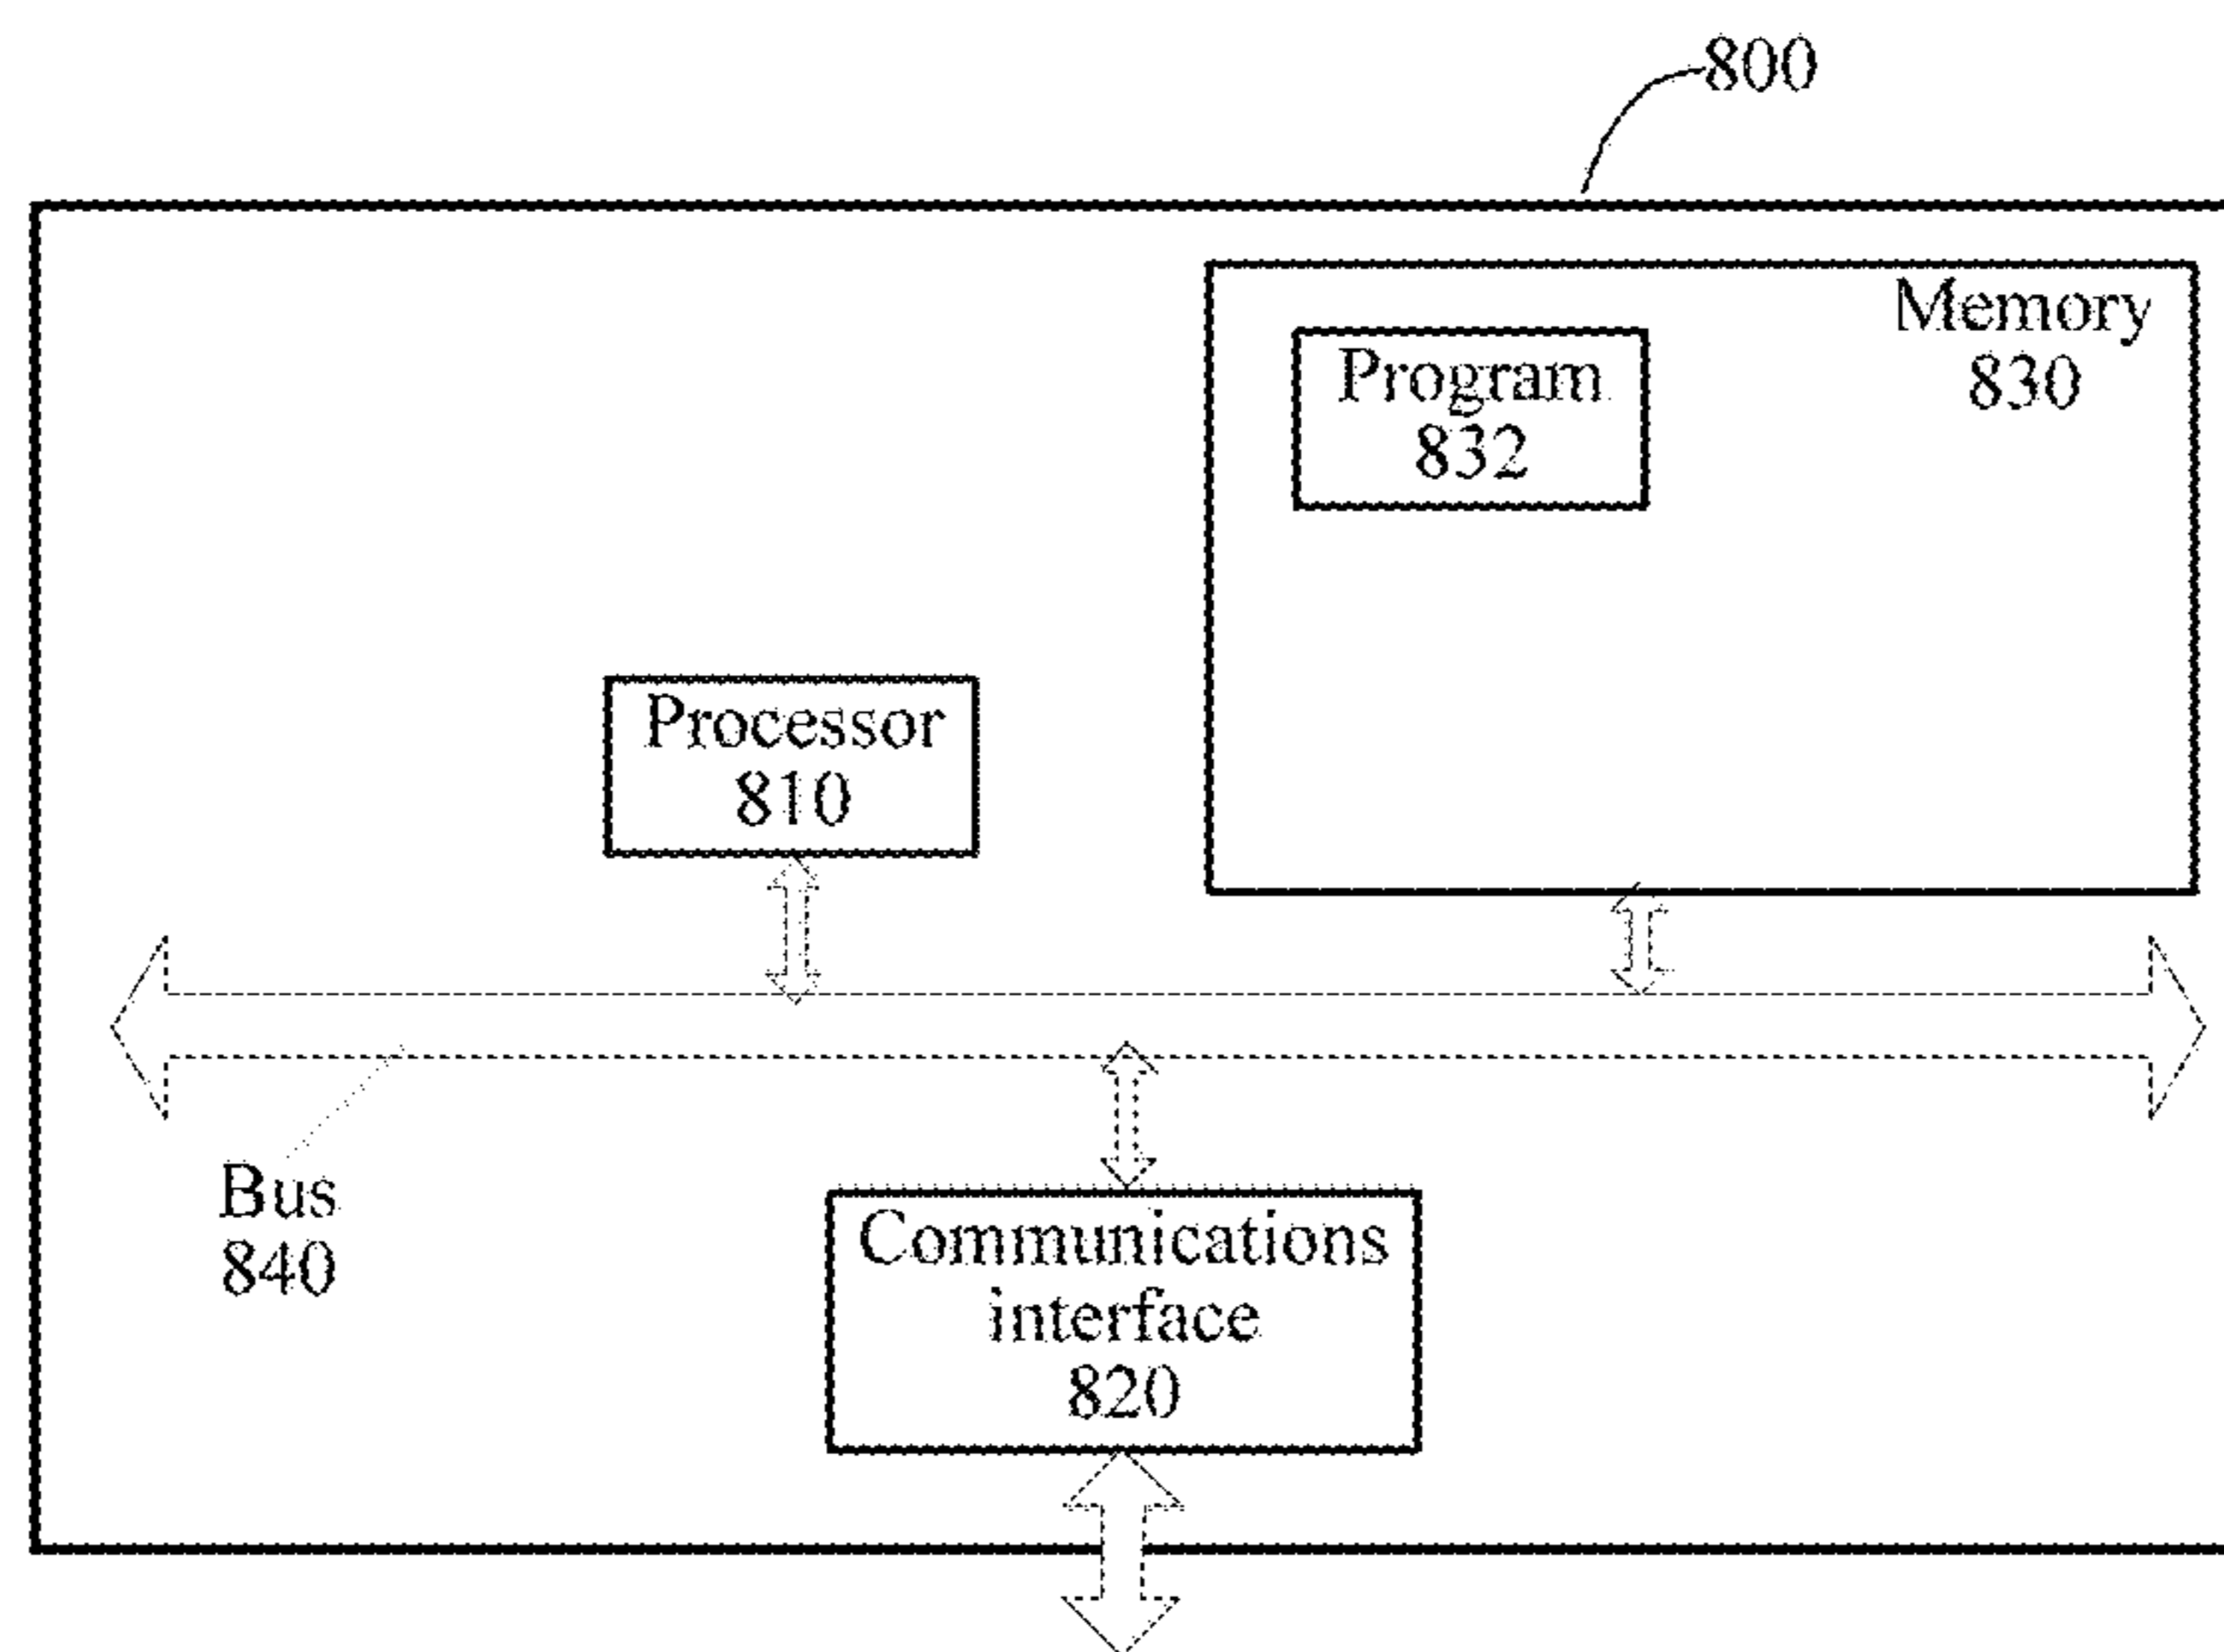 800
Memory
830
Program
832
Processor
810
Bus
840
Communications
interface
820